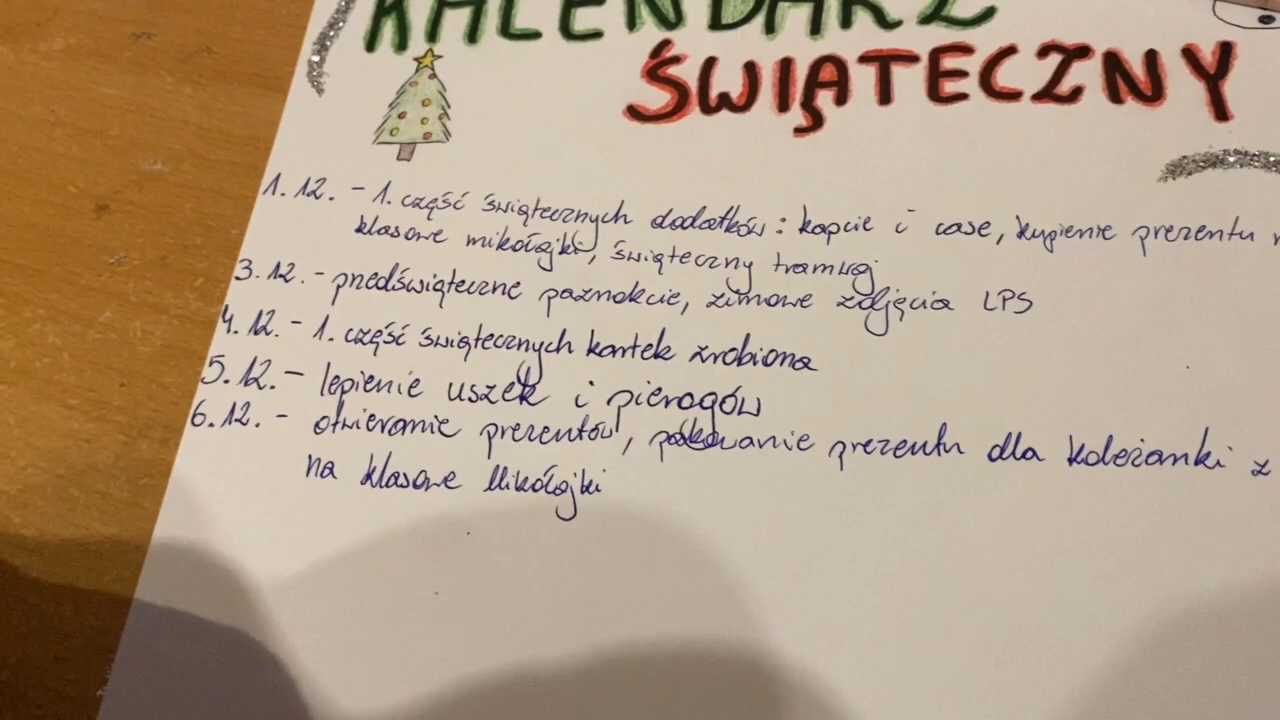 KALENDARZ
ŚWIĄTECZNY
1.12. - 1. część świątecznych dodatków: kapcie i case, kupienie prezentu
klasowe mikołajki, świąteczny tramwaj
3.12. - przedświąteczne paznokcie, zimowe zdjęcia LPS
4.12. - 1. część świątecznych kartek zrobiona
5.12. - lepienie uszek i pierogów
6.12. - otwieranie prezentów, pakowanie prezentu dla koleżanki z
na klasowe Mikołajki